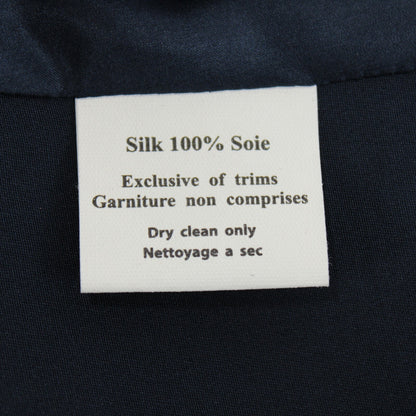 Silk 100% Soie
Exclusive of trims
Garniture non comprises
Dry clean only
Nettoyage a sec